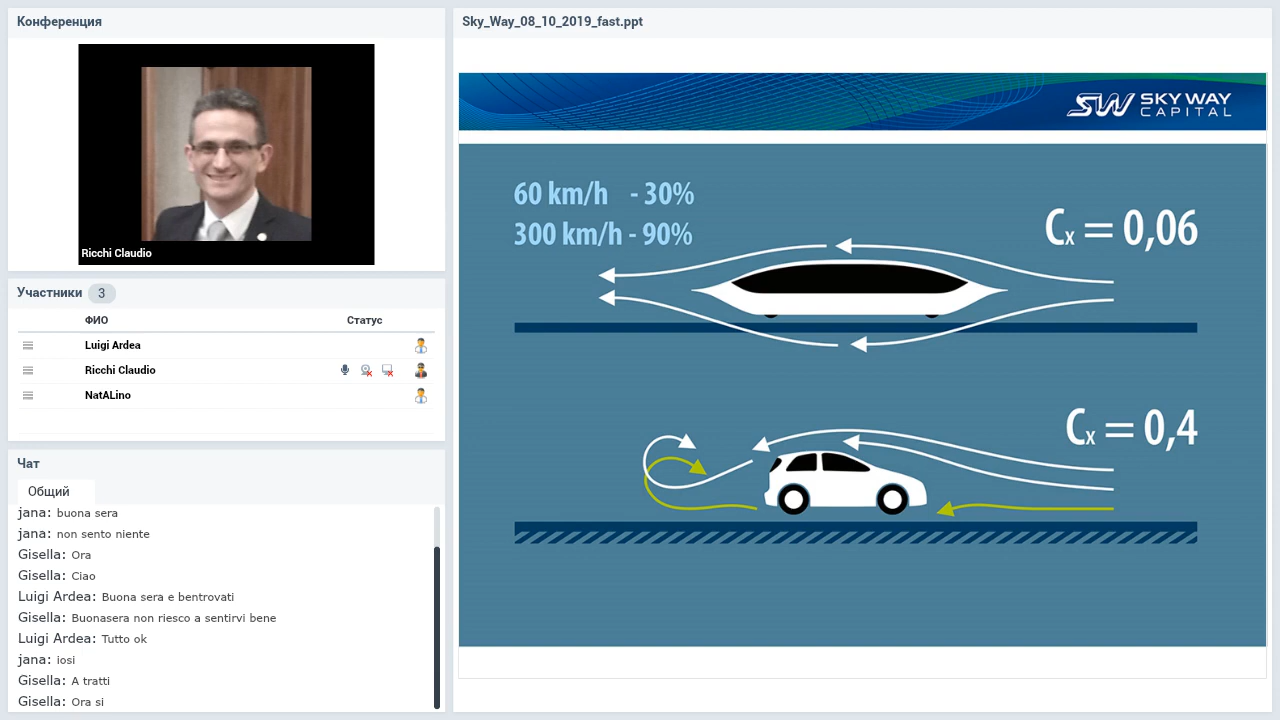 Конференция
Ricchi Claudio
Участники 3
ФИО Статус
Luigi Ardea
Ricchi Claudio
NatALino
Чат
Общий
jana: buona sera
jana: non sento niente
Gisella: Ora
Gisella: Ciao
Luigi Ardea: Buona sera e bentrovati
Gisella: Buonasera non riesco a sentirvi bene
Luigi Ardea: Tutto ok
jana: iosi
Gisella: A tratti
Gisella: Ora si
Sky_Way_08_10_2019_fast.ppt
SW SKY WAY
CAPITAL
60 km/h - 30%
300 km/h - 90%
Cx = 0,06
Cx = 0,4